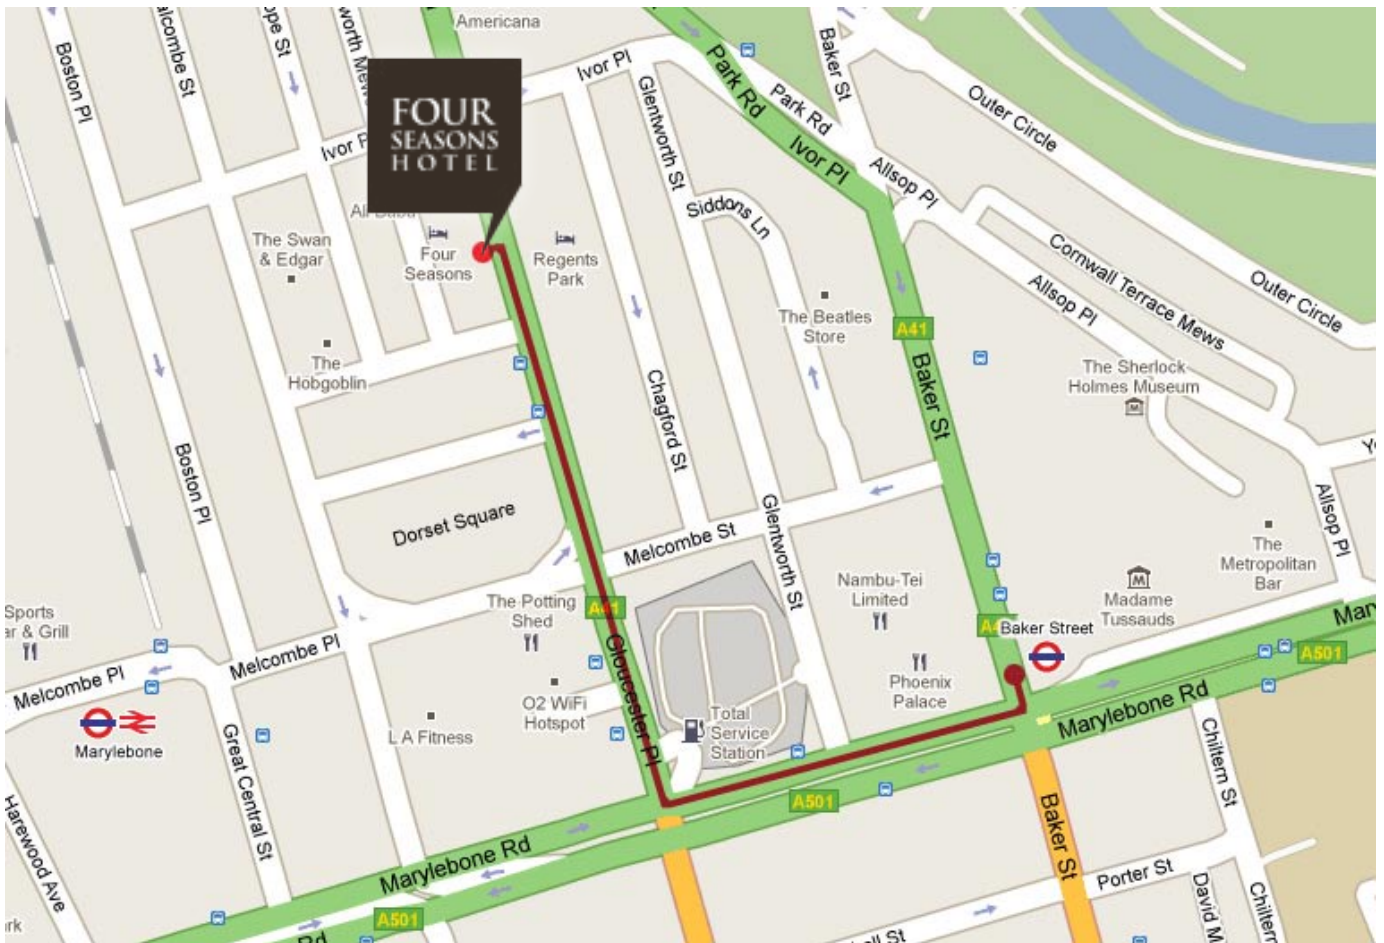 Americana
Boston Pl
Ivor Pl
Glentworth St
Park Rd
Park Rd
Ivor Pl
Baker St
Outer Circle
Allsop Pl
FOUR
SEASONS
HOTEL
Siddons Ln
The Swan
& Edgar
Four
Seasons
Regents
Park
Cornwall Terrace Mews
Allsop Pl
Outer Circle
The Beatles
Store
A41
Baker St
The
Hobgoblin
The Sherlock
Holmes Museum
Chagford St
Boston Pl
Dorset Square
Melcombe St
Glentworth St
Allsop Pl
The
Metropolitan
Bar
Nambu-Tei
Limited
Madame
Tussauds
The Potting
Shed
A41
Baker Street
A501
Sports
Melcombe Pl
Melcombe Pl
Gloucester Pl
Phoenix
Palace
Marylebone Rd
O2 WiFi
Hotspot
Total
Service
Station
L A Fitness
Marylebone
Great Central St
Chiltern St
A501
Baker St
Harewood Ave
Marylebone Rd
Porter St
A501